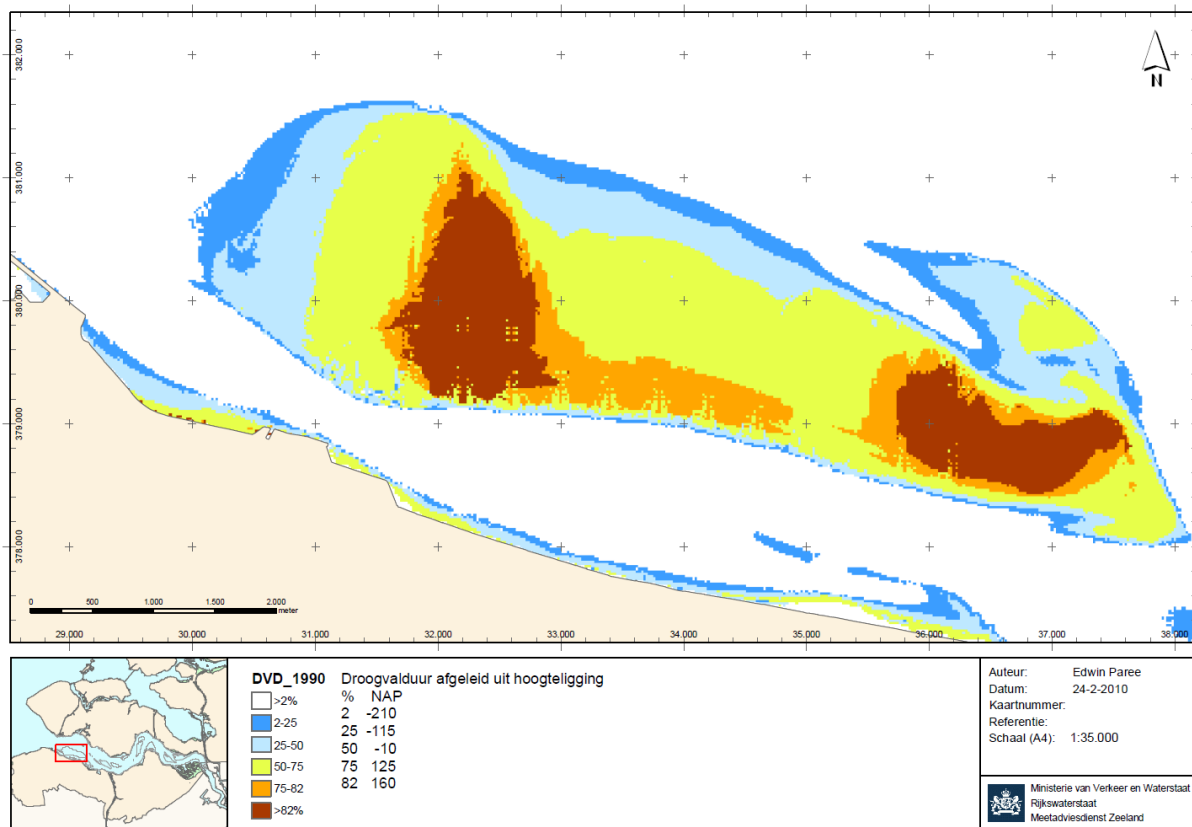 382.000
381.000
380.000
379.000
378.000
N
0 500 1.000 1.500 2.000
meter
29.000 30.000 31.000 32.000 33.000 34.000 35.000 36.000 37.000 38.000
DVD_1990 Droogvalduur afgeleid uit hoogteligging
% NAP
>2%
2-25
25-50
50-75
75-82
>82%
2 -210
25 -115
50 -10
75 125
82 160
Auteur: Edwin Paree
Datum: 24-2-2010
Kaartnummer:
Referentie:
Schaal (A4): 1:35.000
Ministerie van Verkeer en Waterstaat
Rijkswaterstaat
Meetadviesdienst Zeeland